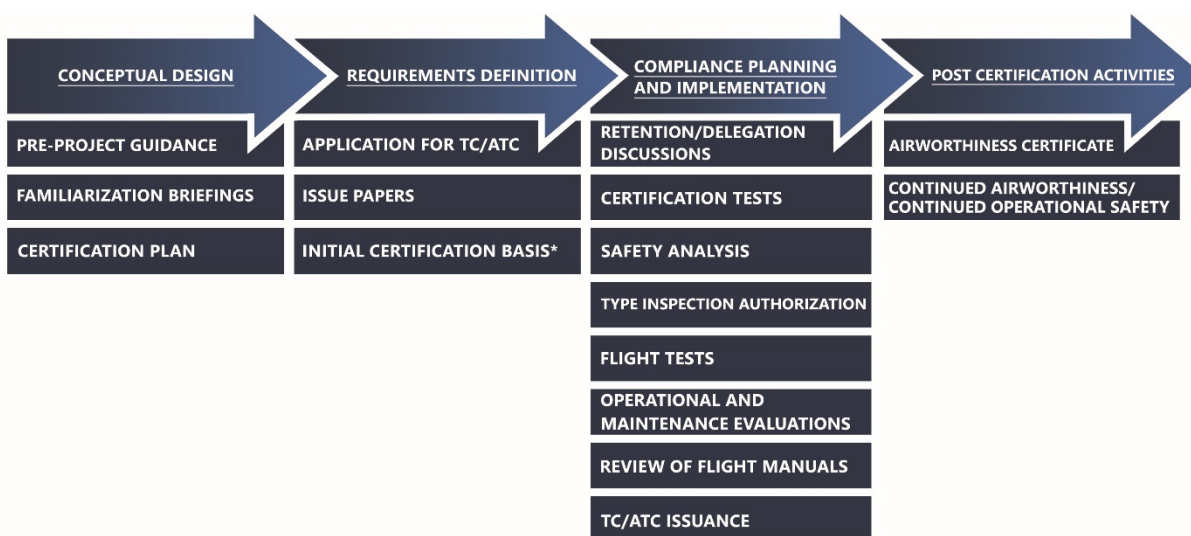 CONCEPTUAL DESIGN
PRE-PROJECT GUIDANCE
FAMILIARIZATION BRIEFINGS
CERTIFICATION PLAN
REQUIREMENTS DEFINITION
APPLICATION FOR TC/ATC
ISSUE PAPERS
INITIAL CERTIFICATION BASIS*
COMPLIANCE PLANNING
AND IMPLEMENTATION
RETENTION/DELEGATION
DISCUSSIONS
CERTIFICATION TESTS
SAFETY ANALYSIS
TYPE INSPECTION AUTHORIZATION
FLIGHT TESTS
OPERATIONAL AND
MAINTENANCE EVALUATIONS
REVIEW OF FLIGHT MANUALS
TC/ATC ISSUANCE
POST CERTIFICATION ACTIVITIES
AIRWORTHINESS CERTIFICATE
CONTINUED AIRWORTHINESS/
CONTINUED OPERATIONAL SAFETY